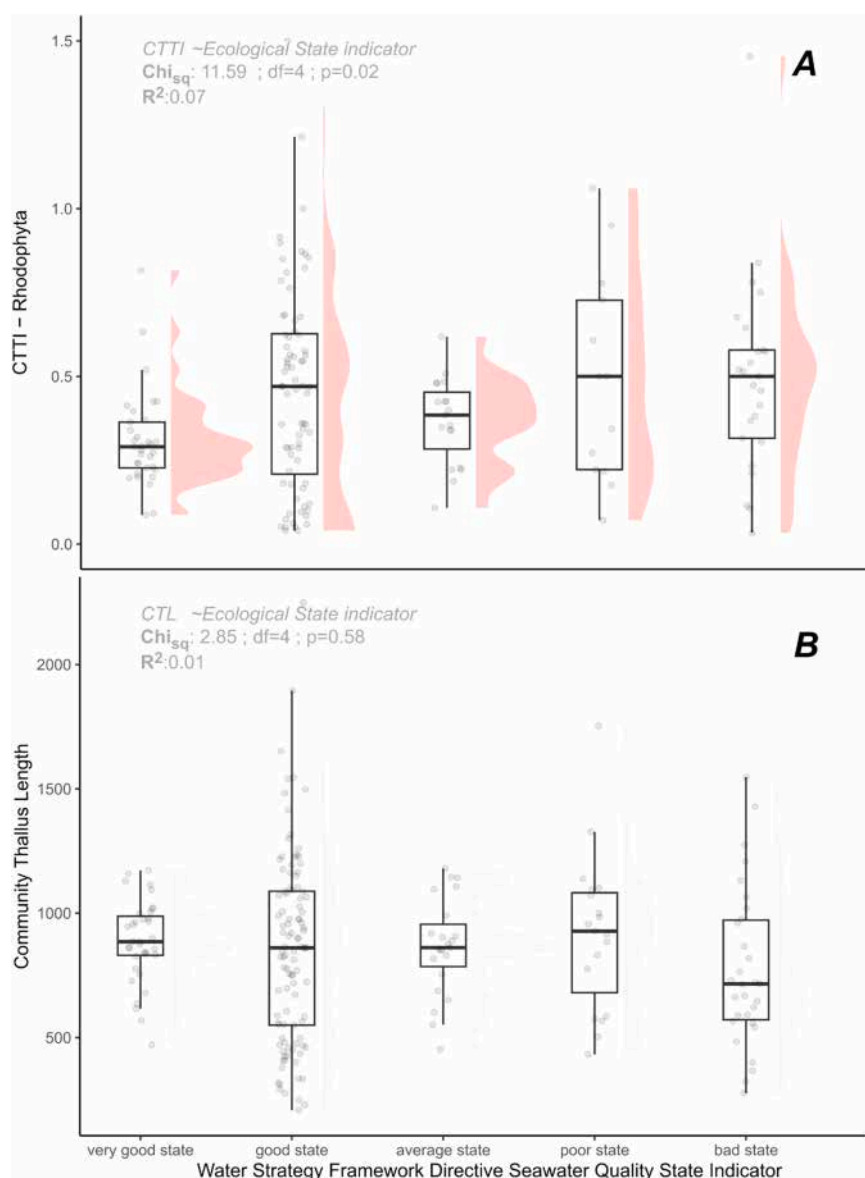 1.5
CTTI ~Ecological State indicator
A
Chisq: 11.59 ; df=4 ; p=0.02
R2:0.07
1.0
CTTI – Rhodophyta
0.5
0.0
CTL ~Ecological State indicator
Chisq: 2.85 ; df=4 ; p=0.58
B
R2:0.01
2000
Community Thallus Length
1500
1000
500
very good state good state average state poor state bad state
Water Strategy Framework Directive Seawater Quality State Indicator